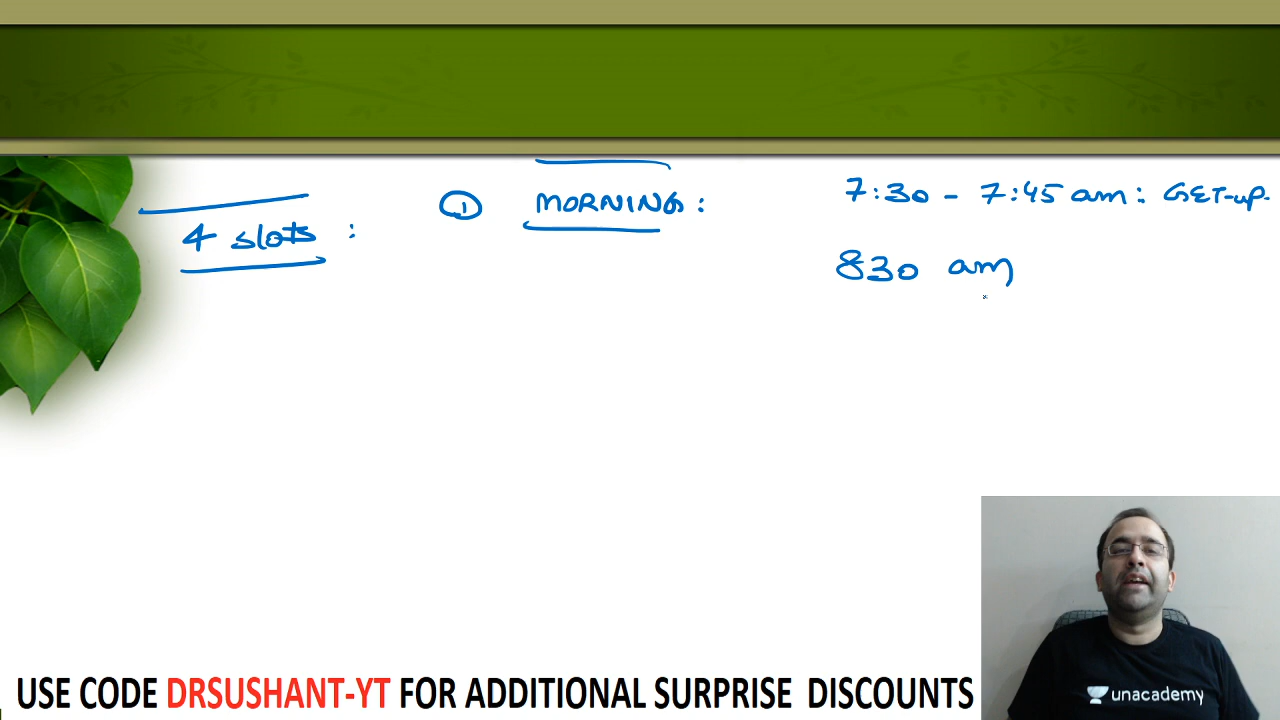 ① MORNING : 7:30 - 7:45 am : GET-up.
4 slots :
830 am
unacademy
USE CODE DRSUSHANT-YT FOR ADDITIONAL SURPRISE DISCOUNTS